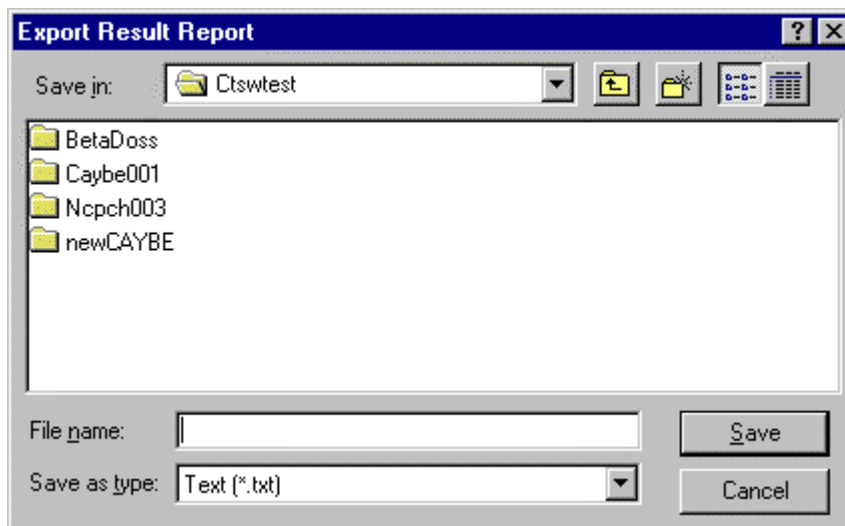 Export Result Report
Save in: Ctswtest
BetaDoss
Caybe001
Ncpch003
newCAYBE
File name: Save
Save as type: Text (*.txt) Cancel